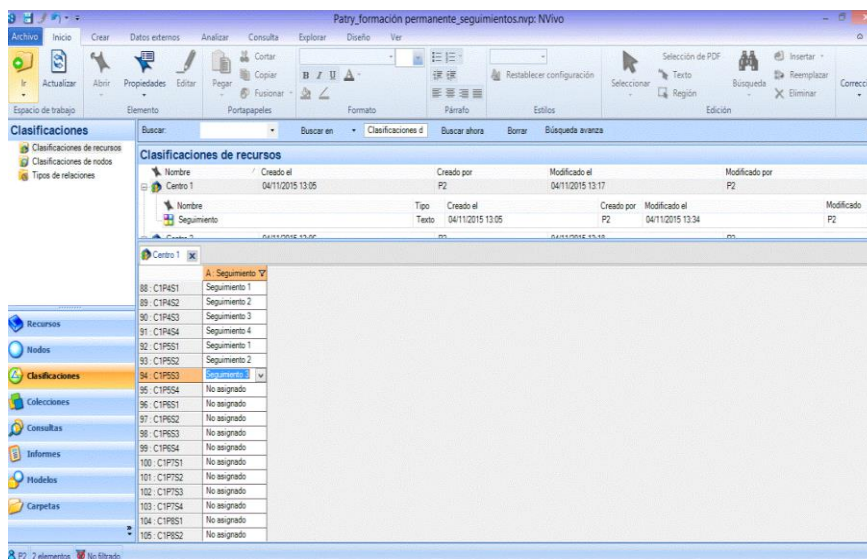 Patry_formación permanente_seguimientos.nvp: NVivo
Archivo Inicio Crear Datos externos Analizar Consulta Explorar Diseño Ver
Ir Actualizar Abrir Propiedades Editar Pegar Cortar Copiar Fusionar B I U A Restablecer configuración Seleccionar Selección de PDF Texto Región Búsqueda Insertar Reemplazar Eliminar Correcci
Espacio de trabajo Elemento Portapapeles Formato Párrafo Estilos Edición
Clasificaciones
Clasificaciones de recursos
Clasificaciones de nodos
Tipos de relaciones
Buscar: Buscar en Clasificaciones d Buscar ahora Borrar Búsqueda avanza
Clasificaciones de recursos
Nombre Creado el Creado por Modificado el Modificado por
Centro 1 04/11/2015 13:05 P2 04/11/2015 13:17 P2
Nombre Tipo Creado el Creado por Modificado el Modificado
Seguimiento Texto 04/11/2015 13:05 P2 04/11/2015 13:34 P2
Centro 1
A : Seguimiento
88 : C1P4S1 Seguimiento 1
89 : C1P4S2 Seguimiento 2
90 : C1P4S3 Seguimiento 3
91 : C1P4S4 Seguimiento 4
92 : C1P5S1 Seguimiento 1
93 : C1P5S2 Seguimiento 2
94 : C1P5S3 Seguimiento 3
95 : C1P5S4 No asignado
96 : C1P6S1 No asignado
97 : C1P6S2 No asignado
98 : C1P6S3 No asignado
99 : C1P6S4 No asignado
100 : C1P7S1 No asignado
101 : C1P7S2 No asignado
102 : C1P7S3 No asignado
103 : C1P7S4 No asignado
104 : C1P8S1 No asignado
105 : C1P8S2 No asignado
Recursos
Nodos
Clasificaciones
Colecciones
Consultas
Informes
Modelos
Carpetas
P2 2 elementos No filtrado